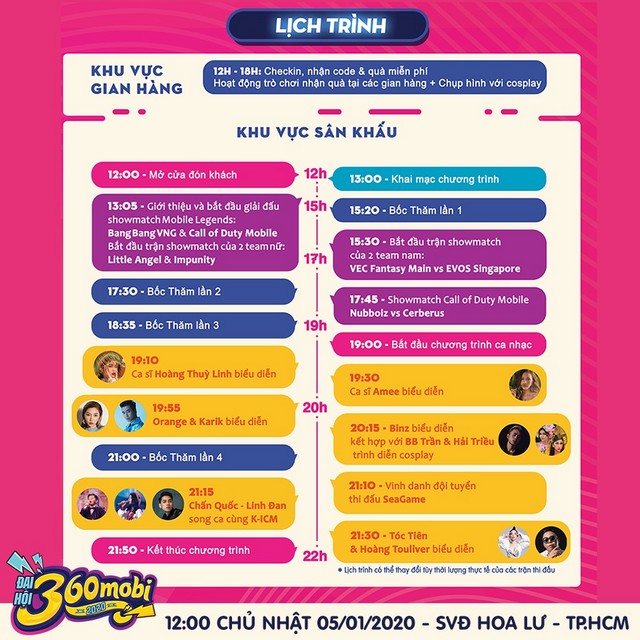 LỊCH TRÌNH
KHU VỰC
GIAN HÀNG
12H - 18H: Checkin, nhận code & quà miễn phí
Hoạt động trò chơi nhận quà tại các gian hàng + Chụp hình với cosplay
KHU VỰC SÂN KHẤU
12:00 - Mở cửa đón khách
12h
13:00 - Khai mạc chương trình
13:05 - Giới thiệu và bắt đầu giải đấu
showmatch Mobile Legends:
BangBang VNG & Call of Duty Mobile
Bắt đầu trận showmatch của 2 team nữ:
Little Angel & Impunity
15h
15:20 - Bốc Thăm lần 1
15:30 - Bắt đầu trận showmatch
của 2 team nam:
VEC Fantasy Main vs EVOS Singapore
17h
17:30 - Bốc Thăm lần 2
17:45 - Showmatch Call of Duty Mobile
Nubbolz vs Cerberus
18:35 - Bốc Thăm lần 3
19h
19:00 - Bắt đầu chương trình ca nhạc
19:10
Ca sĩ Hoàng Thuỳ Linh biểu diễn
19:30
Ca sĩ Amee biểu diễn
19:55
Orange & Karik biểu diễn
20h
20:15 - Binz biểu diễn
kết hợp với BB Trần & Hải Triều
trình diễn cosplay
21:00 - Bốc Thăm lần 4
21:10 - Vinh danh đội tuyển
thi đấu SeaGame
21:15
Chấn Quốc - Linh Đan
song ca cùng K-ICM
21:30 - Tóc Tiên
& Hoàng Touliver biểu diễn
21:50 - Kết thúc chương trình
22h
* Lịch trình có thể thay đổi tùy thời lượng thực tế của các trận thi đấu
ĐẠI
HỘI
360mobi
2020
12:00 CHỦ NHẬT 05/01/2020 - SVĐ HOA LƯ - TP.HCM